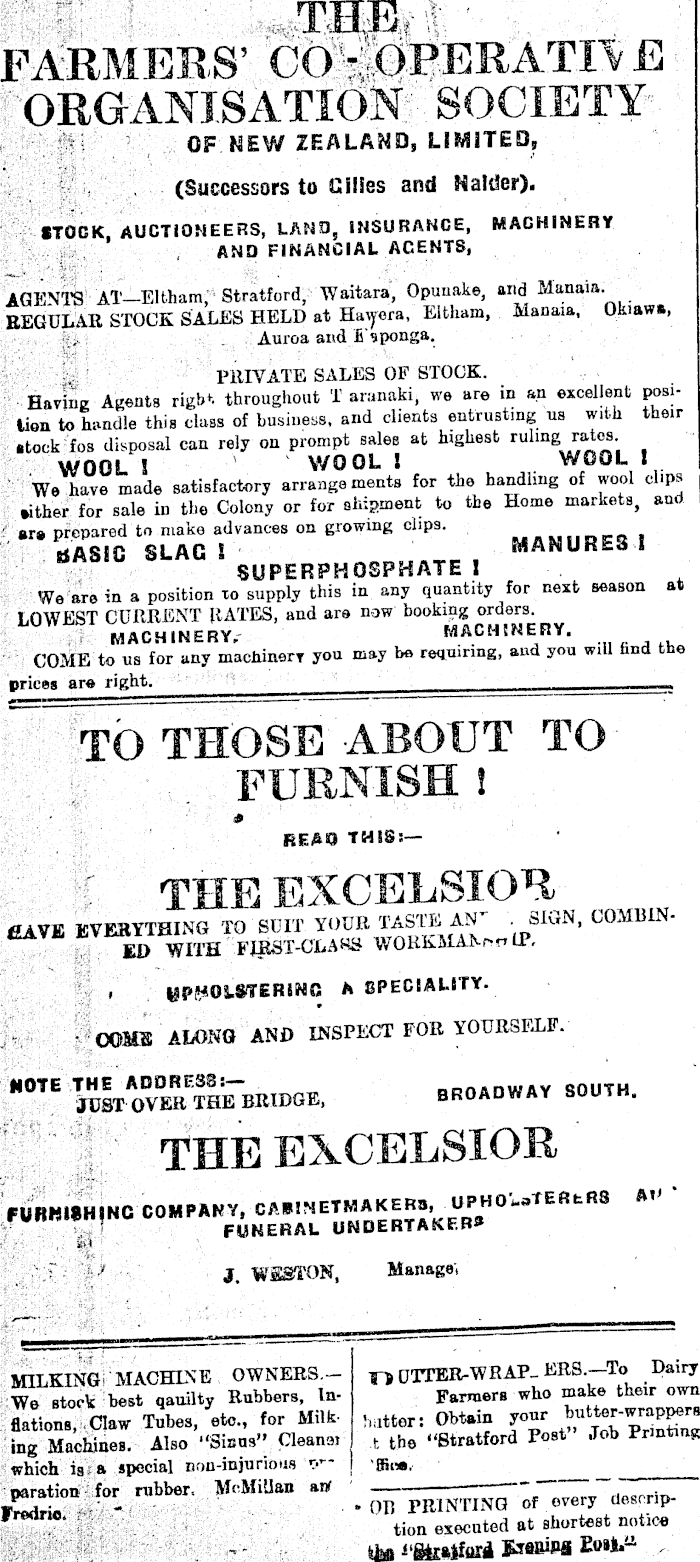 THE
FARMERS' CO-OPERATIVE
ORGANISATION SOCIETY
OF NEW ZEALAND, LIMITED,
(Successors to Gilles and Nalder).
STOCK, AUCTIONEERS, LAND, INSURANCE, MACHINERY
AND FINANCIAL AGENTS,
AGENTS AT—Eltham, Stratford, Waitara, Opunake, and Manaia.
REGULAR STOCK SALES HELD at Hawera, Eltham, Manaia, Okiawa,
Auroa and
PRIVATE SALES OF STOCK.
Having Agents right throughout Taranaki, we are in an excellent posi-
tion to handle this class of business, and clients entrusting us with their
stock fos disposal can rely on prompt sales at highest ruling rates.
WOOL ! WOOL ! WOOL !
We have made satisfactory arrangements for the handling of wool clips
either for sale in the Colony or for shipment to the Home markets, and
are prepared to make advances on growing clips.
BASIC SLAG ! MANURES !
SUPERPHOSPHATE !
We are in a position to supply this in any quantity for next season at
LOWEST CURRENT RATES, and are now booking orders.
MACHINERY. MACHINERY.
COME to us for any machinery you may be requiring, and you will find the
prices are right.
TO THOSE ABOUT TO
FURNISH !
READ THIS:—
THE EXCELSIOR
HAVE EVERYTHING TO SUIT YOUR TASTE SIGN, COMBIN-
ED WITH FIRST-CLASS WORKMANSHIP.
UPHOLSTERING A SPECIALITY.
COME ALONG AND INSPECT FOR YOURSELF.
NOTE THE ADDRESS:—
JUST OVER THE BRIDGE, BROADWAY SOUTH.
THE EXCELSIOR
FURNISHING COMPANY, CABINETMAKERS, UPHOLSTERERS
FUNERAL UNDERTAKERS
J. WESTON, Manage
MILKING MACHINE OWNERS.—
We stock best qauilty Rubbers, In-
flations, Claw Tubes, etc., for Milk-
ing Machines. Also "Sinus" Cleaner
which is a special non-injurious
paration for rubber. McMillan an
Fredric.
BUTTER-WRAP ERS.—To Dairy
Farmers who make their own
butter: Obtain your butter-wrappers
t the "Stratford Post" Job Printing
ffice.
OB PRINTING of every descrip-
tion executed at shortest notice
the "Stratford Evening Post."